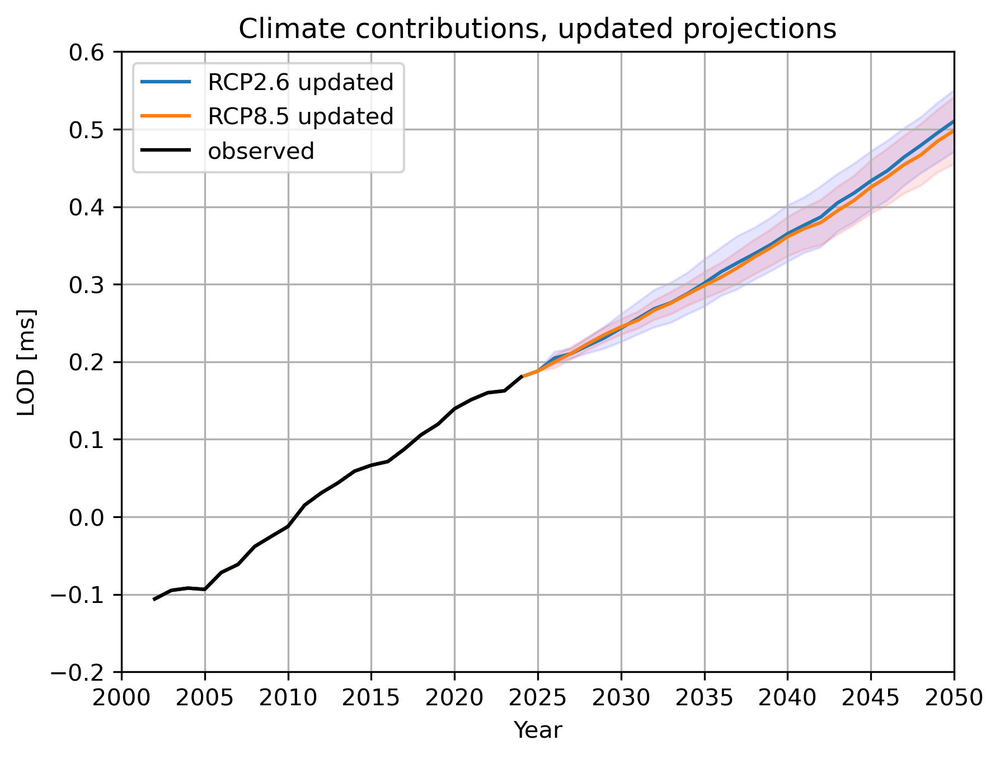 Climate contributions, updated projections
0.6
0.5
0.4
0.3
0.2
0.1
0.0
−0.1
−0.2
LOD [ms]
RCP2.6 updated
RCP8.5 updated
observed
2000 2005 2010 2015 2020 2025 2030 2035 2040 2045 2050
Year